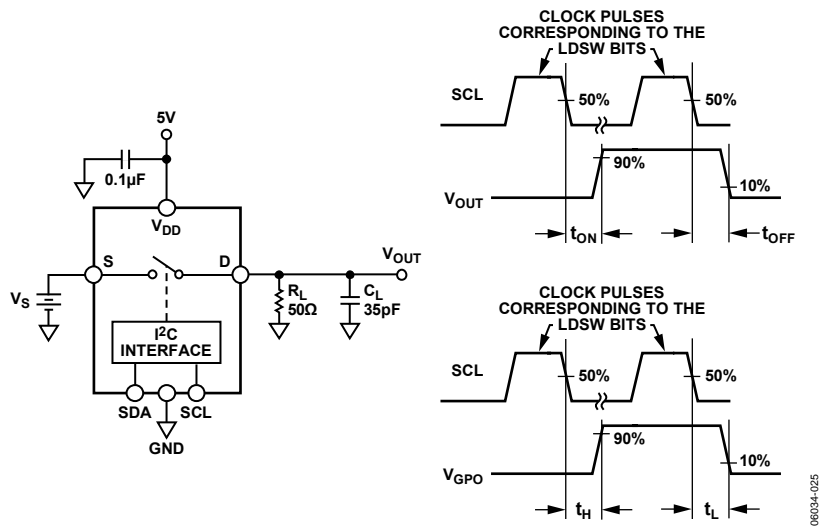 5V
0.1µF
VDD
S
D
VOUT
VS
RL
50Ω
CL
35pF
I2C
INTERFACE
SDA
SCL
GND
CLOCK PULSES
CORRESPONDING TO THE
LDSW BITS
SCL
50%
50%
90%
10%
VOUT
tON
tOFF
CLOCK PULSES
CORRESPONDING TO THE
LDSW BITS
SCL
50%
50%
90%
10%
VGPO
tH
tL
06034-025